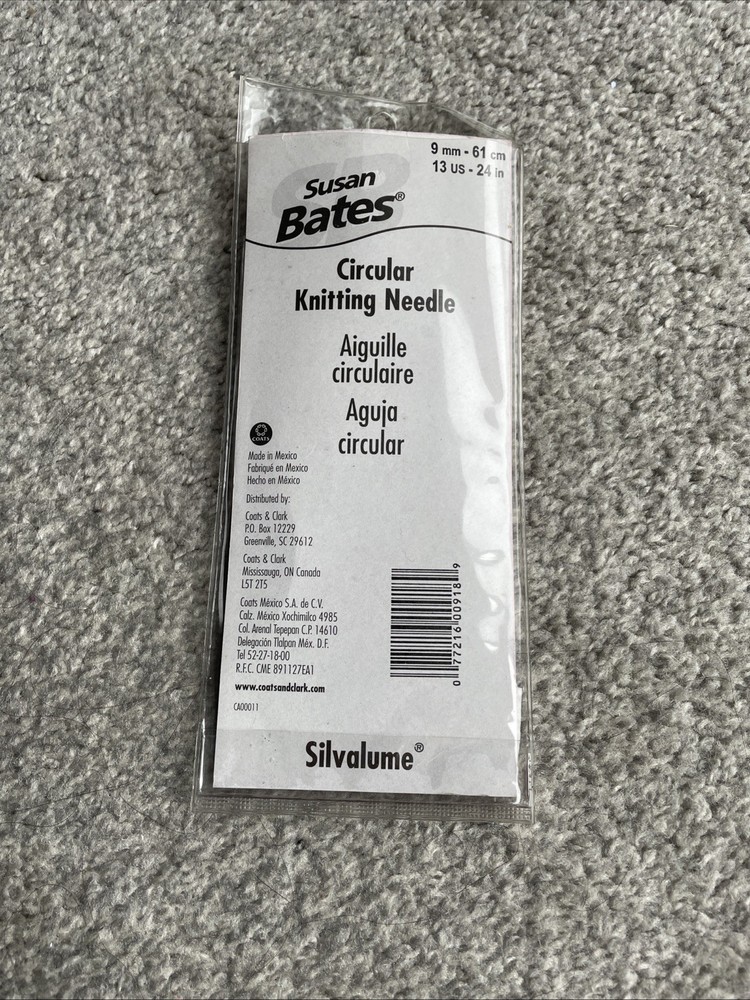 9 mm - 61 cm
13 US - 24 in
Susan
Bates®
Circular
Knitting Needle
Aiguille
circulaire
Aguja
circular
COATS
Made in Mexico
Fabriqué en Mexico
Hecho en México
Distributed by:
Coats & Clark
P.O. Box 12229
Greenville, SC 29612
Coats & Clark
Mississauga, ON Canada
L5T 2T5
Coats México S.A. de C.V.
Calz. México Xochimilco 4985
Col. Arenal Tepepan C.P. 14610
Delegación Tlalpan Méx. D.F.
Tel 52-27-18-00
R.F.C. CME 891127EA1
www.coatsandclark.com
CA00011
0 77216 00918 9
Silvalume®